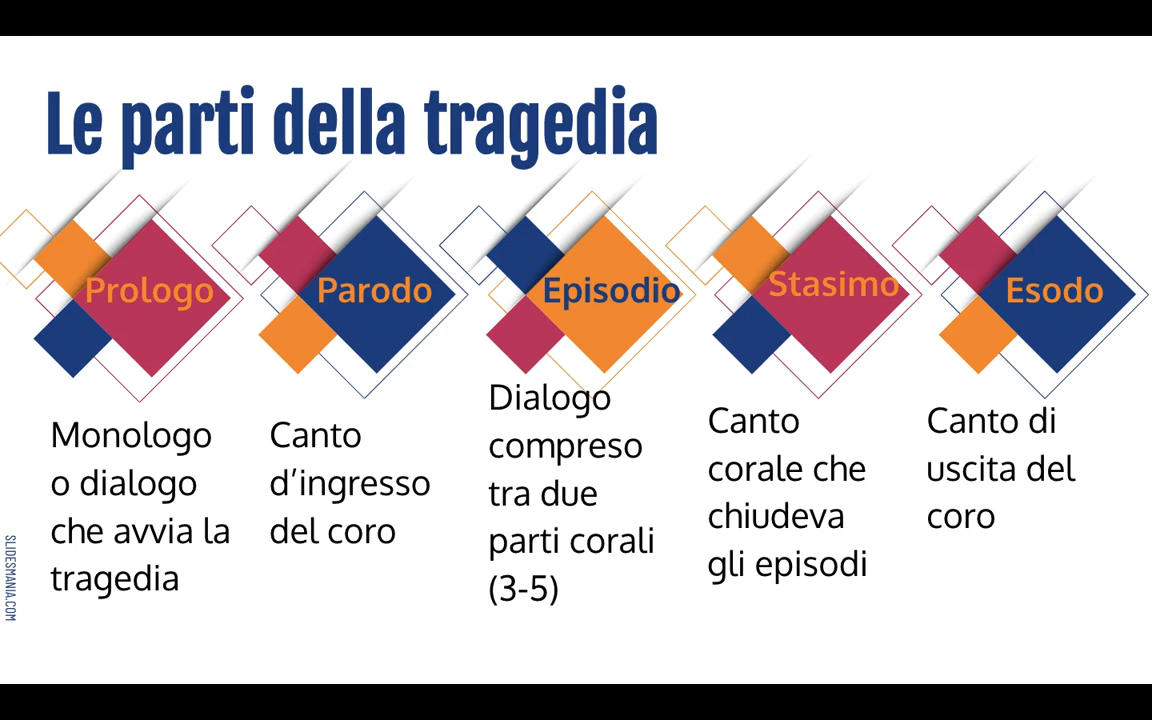 Le parti della tragedia
Prologo
Monologo
o dialogo
che avvia la
tragedia
Parodo
Canto
d’ingresso
del coro
Episodio
Dialogo
compreso
tra due
parti corali
(3-5)
Stasimo
Canto
corale che
chiudeva
gli episodi
Esodo
Canto di
uscita del
coro
SLIDESMANIA.COM